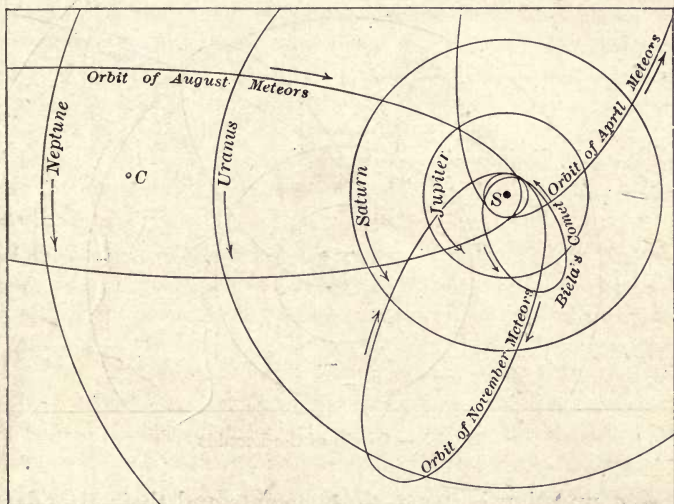 Orbit of August Meteors
Neptune
°C
Uranus
Saturn
Jupiter
S
Orbit of April Meteors
Biela's Comet
Orbit of November Meteors